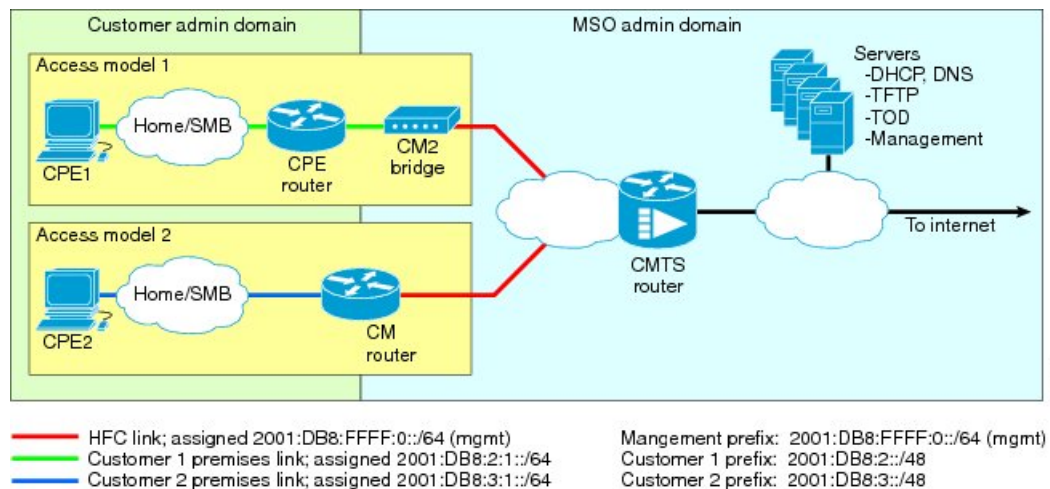 Customer admin domain
MSO admin domain
Access model 1
CPE1
Home/SMB
CPE
router
CM2
bridge
Servers
-DHCP, DNS
-TFTP
-TOD
-Management
CMTS
router
To internet
Access model 2
CPE2
Home/SMB
CM
router
HFC link; assigned 2001:DB8:FFFF:0::/64 (mgmt)
Customer 1 premises link; assigned 2001:DB8:2:1::/64
Customer 2 premises link; assigned 2001:DB8:3:1::/64
Mangement prefix: 2001:DB8:FFFF:0::/64 (mgmt)
Customer 1 prefix: 2001:DB8:2::/48
Customer 2 prefix: 2001:DB8:3::/48